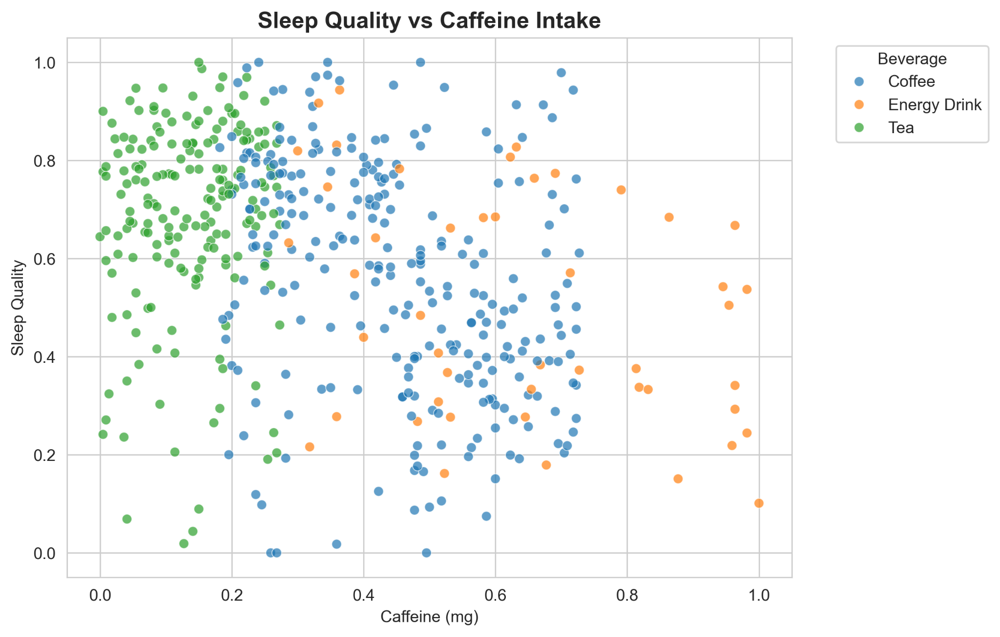 Sleep Quality vs Caffeine Intake
Beverage
Coffee
Energy Drink
Tea
Sleep Quality
1.0
0.8
0.6
0.4
0.2
0.0
0.0 0.2 0.4 0.6 0.8 1.0
Caffeine (mg)